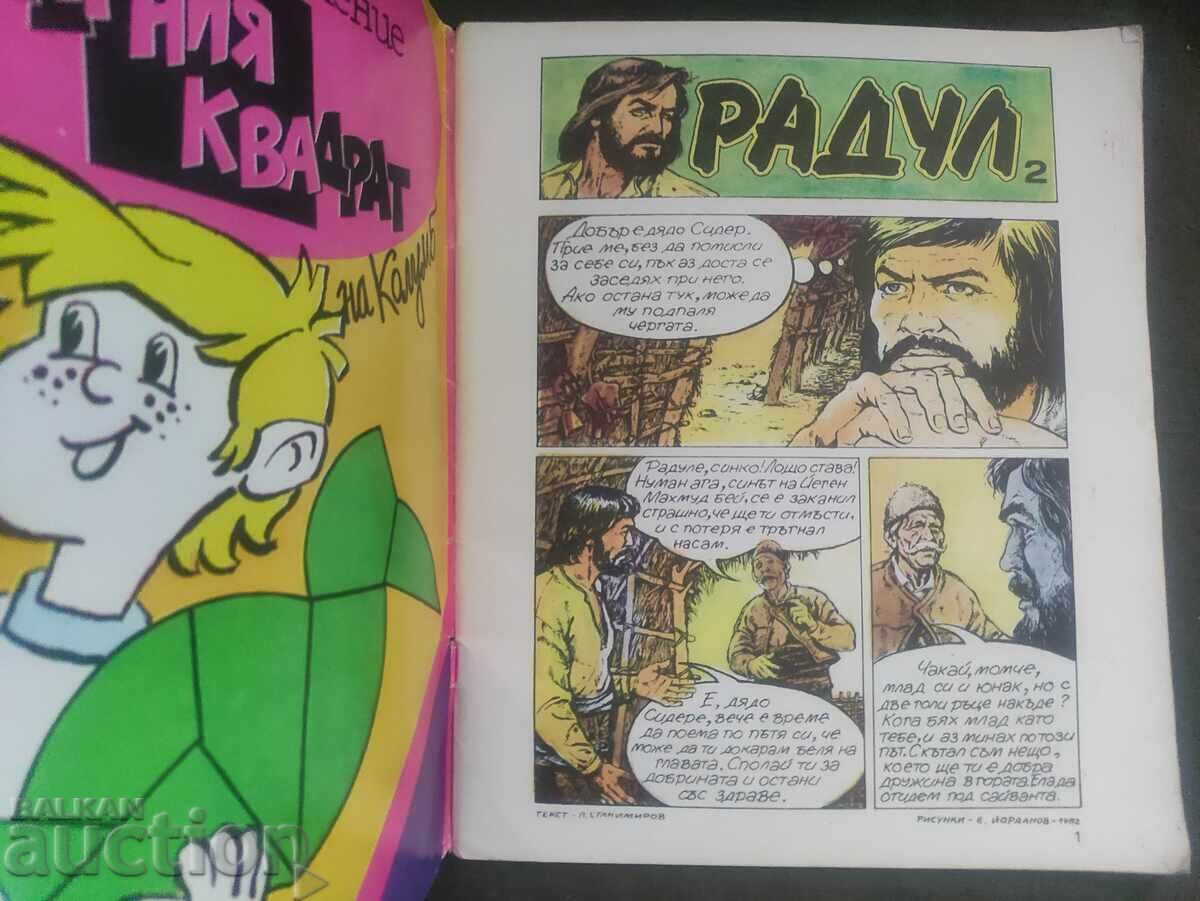 НИЯ
КВАДРАТ
на Колумб
РАДУЛ
2
Добър е дядо Сидер.
Прие ме, без да помисли
за себе си, пък аз доста се
заседях при него.
Ако остана тук, може да
му подпаля
чергата.
Радуле, синко! Лошо става!
Нуман ага, синът на Йеген
Махмуд бей, се е заканил
страшно, че ще ти отмъсти.
и с потеря е тръгнал
насам.
Е, дядо
Сидере, вече е време
да поема по пътя си, че
може да ти докарам беля на
главата. Сполай ти за
добрината и остани
със здраве.
Чакай, момче,
млад си и юнак, но с
две голи ръце накъде?
Кога бях млад като
тебе, и аз минах по този
път. Скътал съм нещо,
което ще ти е добра
дружина в гората. Ела да
отидем под сайванта.
ТЕКСТ - П. СТАНИМИРОВ
РИСУНКИ - Е. ЙОРДАНОВ - 1982
1
BALKAN
auction